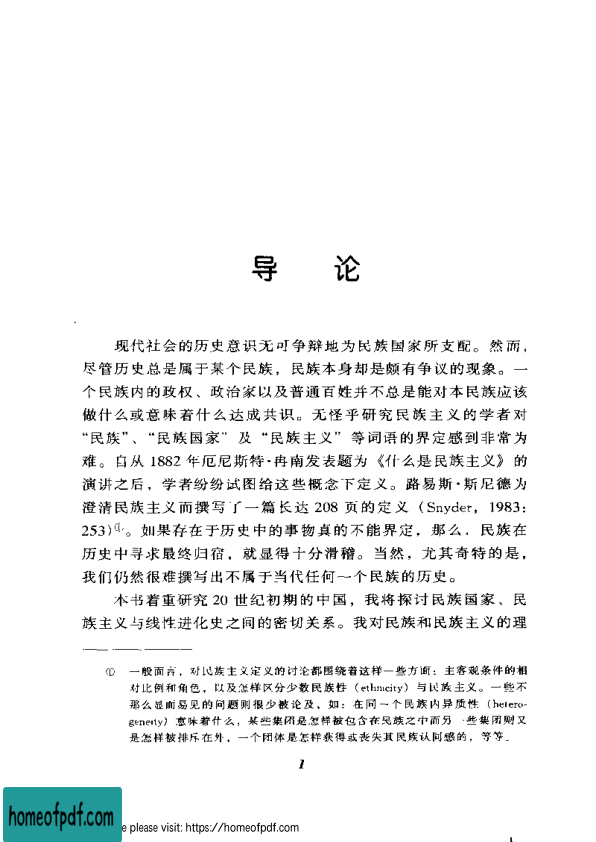 导 论
现代社会的历史意识无可争辩地为民族国家所支配。然而，
尽管历史总是属于某个民族，民族本身却是颇有争议的现象。一
个民族内的政权、政治家以及普通百姓并不总是能对本民族应该
做什么或意味着什么达成共识。无怪乎研究民族主义的学者对
“民族”、“民族国家”及“民族主义”等词语的界定感到非常为
难。自从 1882 年厄尼斯特·冉南发表题为《什么是民族主义》的
演讲之后，学者纷纷试图给这些概念下定义。路易斯·斯尼德为
澄清民族主义而撰写了一篇长达 208 页的定义（Snyder，1983：
253）①。如果存在于历史中的事物真的不能界定，那么，民族在
历史中寻求最终归宿，就显得十分滑稽。当然，尤其奇特的是，
我们仍然很难撰写出不属于当代任何一个民族的历史。
本书着重研究 20 世纪初期的中国，我将探讨民族国家、民
族主义与线性进化史之间的密切关系。我对民族和民族主义的理
① 一般而言，对民族主义定义的讨论都围绕着这样一些方面：主客观条件的相
对比例和角色，以及怎样区分少数民族性（ethnicity）与民族主义。一些不
那么显而易见的问题则很少被论及，如：在同一个民族内异质性（hetero-
geneity）意味着什么，某些集团是怎样被包含在民族之中而另一些集团则又
是怎样被排斥在外，一个团体是怎样获得或丧失其民族认同感的，等等。
1
homeofpdf.com
e please visit: https://homeofpdf.com